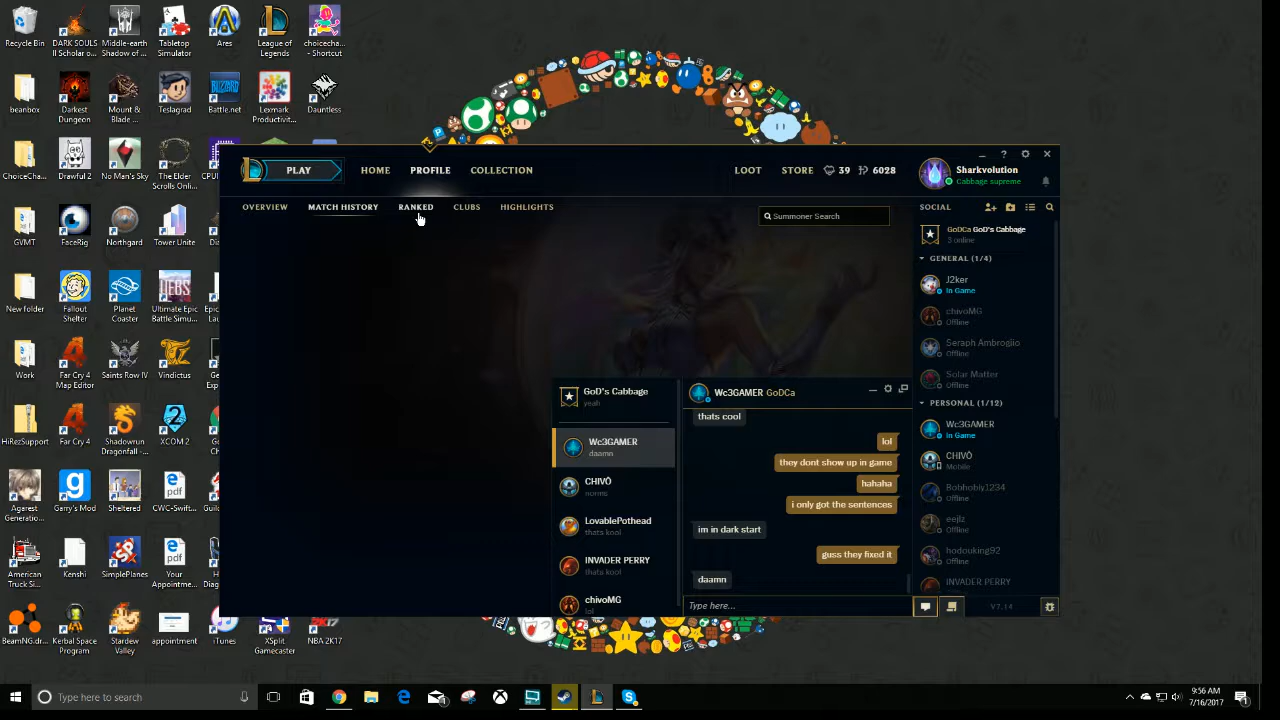 Recycle Bin
DARK SOULS
II Scholar o...
Middle-earth
Shadow of ...
Tabletop
Simulator
Ares
League of
Legends
choicecha...
- Shortcut
beanbox
Darkest
Dungeon
Mount &
Blade ...
Teslagrad
Battle.net
Lexmark
Productivit...
Dauntless
ChoiceCha...
Drawful 2
No Man's Sky
The Elder
Scrolls Onli...
GVMT
FaceRig
Northgard
Tower Unite
New folder
Fallout
Shelter
Planet
Coaster
Ultimate Epic
Battle Simu...
Work
Far Cry 4
Map Editor
Saints Row IV
Vindictus
HiRezSupport
Far Cry 4
Shadowrun
Dragonfall -...
XCOM 2
Agarest
Generatio...
Garry's Mod
Sheltered
CWC-Swift...
American
Truck Si...
Kenshi
SimplePlanes
Your
Appointme...
BeamNG.dr...
Kerbal Space
Program
Stardew
Valley
appointment
iTunes
XSplit
Gamecaster
NBA 2K17
PLAY
HOME
PROFILE
COLLECTION
LOOT
STORE
39
6028
Sharkvolution
Cabbage supreme
OVERVIEW
MATCH HISTORY
RANKED
CLUBS
HIGHLIGHTS
Summoner Search
SOCIAL
GoDCa GoD's Cabbage
3 online
GENERAL (1/4)
J2ker
In Game
chivoMG
Offline
Seraph Ambrogiio
Offline
Solar Matter
Offline
PERSONAL (1/12)
Wc3GAMER
In Game
CHIVÔ
Mobile
Bobhobly1234
Offline
eejlz
Offline
hodouking92
Offline
INVADER PERRY
Offline
V7.14
GoD's Cabbage
yeah
Wc3GAMER
daamn
CHIVÔ
norms
LovablePothead
thats kool
INVADER PERRY
thats kool
chivoMG
lol
Wc3GAMER GoDCa
thats cool
lol
they dont show up in game
hahaha
i only got the sentences
im in dark start
guss they fixed it
daamn
Type here...
Type here to search
9:56 AM
7/16/2017